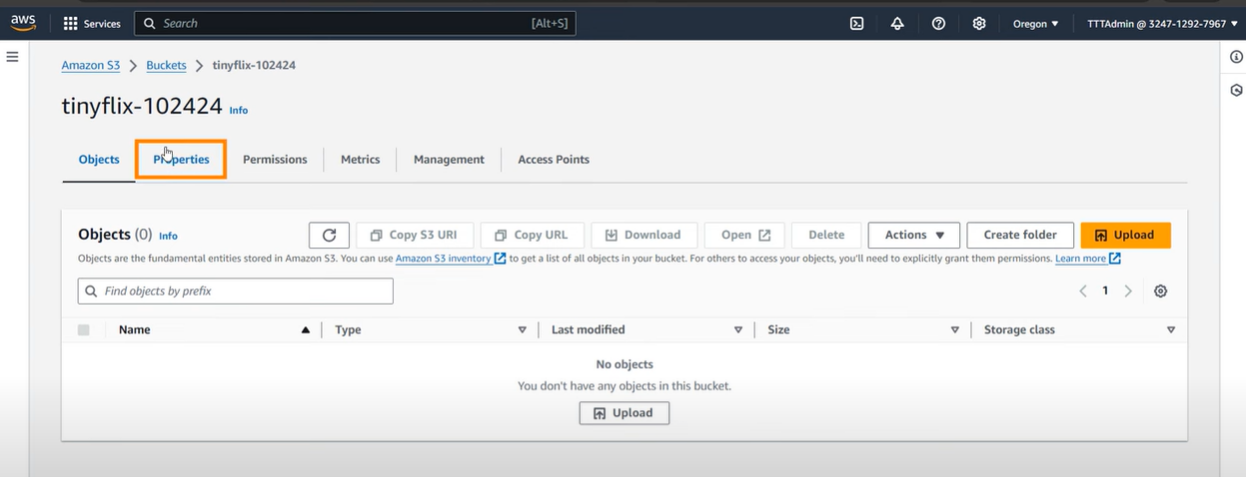 aws Services Search [Alt+S] Oregon ▼ TTTAdmin @ 3247-1292-7967 ▼
Amazon S3 > Buckets > tinyflix-102424
tinyflix-102424 Info
Objects Properties Permissions Metrics Management Access Points
Objects (0) Info Copy S3 URI Copy URL Download Open Delete Actions ▼ Create folder Upload
Objects are the fundamental entities stored in Amazon S3. You can use Amazon S3 inventory to get a list of all objects in your bucket. For others to access your objects, you'll need to explicitly grant them permissions. Learn more
Find objects by prefix < 1 >
Name Type Last modified Size Storage class
No objects
You don't have any objects in this bucket.
Upload